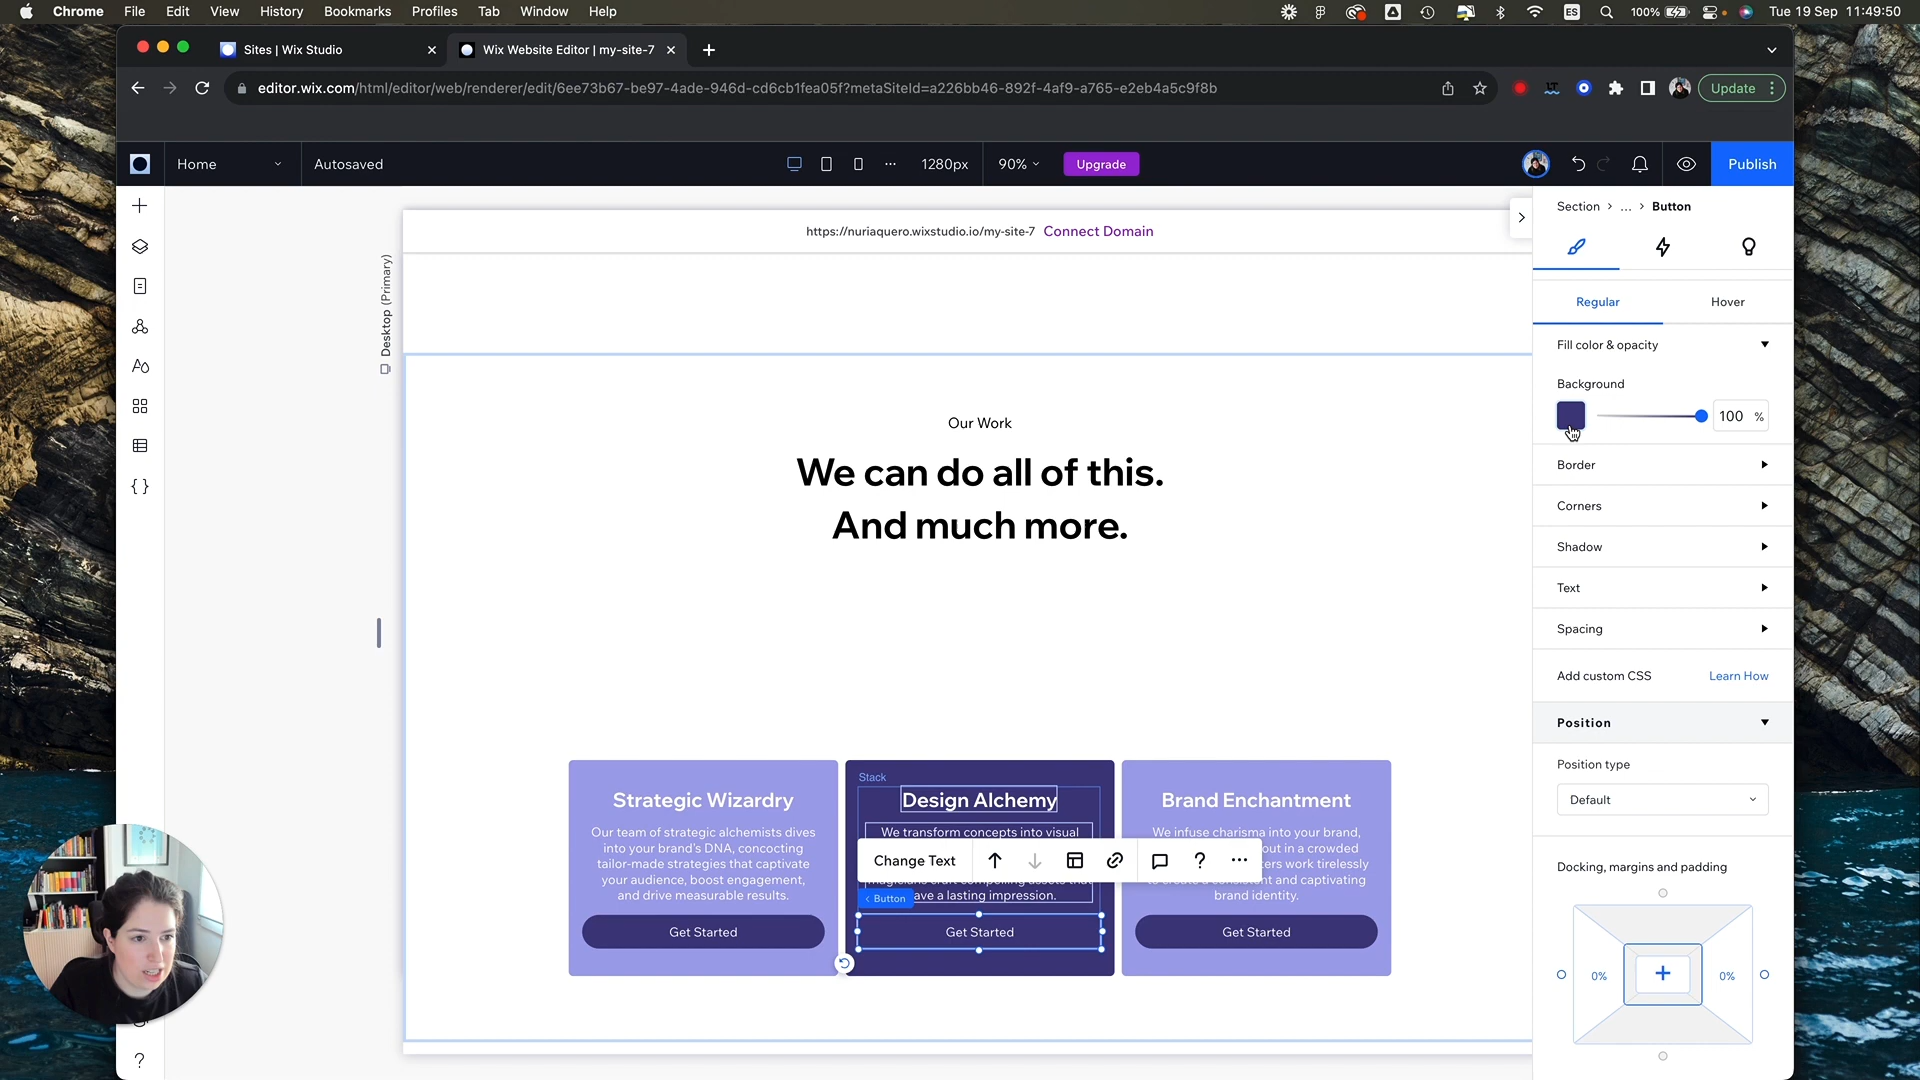 Chrome File Edit View History Bookmarks Profiles Tab Window Help
ES 100% Tue 19 Sep 11:49:50
Sites | Wix Studio
Wix Website Editor | my-site-7
editor.wix.com/html/editor/web/renderer/edit/6ee73b67-be97-4ade-946d-cd6cb1fea05f?metaSiteId=a226bb46-892f-4af9-a765-e2eb4a5c9f8b
Update
Home
Autosaved
1280px
90%
Upgrade
Publish
https://nuriaquero.wixstudio.io/my-site-7 Connect Domain
Desktop (Primary)
Our Work
We can do all of this.
And much more.
Strategic Wizardry
Our team of strategic alchemists dives
into your brand's DNA, concocting
tailor-made strategies that captivate
your audience, boost engagement,
and drive measurable results.
Get Started
Stack
Design Alchemy
We transform concepts into visual
Change Text
Button
ave a lasting impression.
Get Started
Brand Enchantment
We infuse charisma into your brand,
out in a crowded
ters work tirelessly
nt and captivating
brand identity.
Get Started
Section > ... > Button
Regular
Hover
Fill color & opacity
Background
100 %
Border
Corners
Shadow
Text
Spacing
Add custom CSS Learn How
Position
Position type
Default
Docking, margins and padding
0%
0%